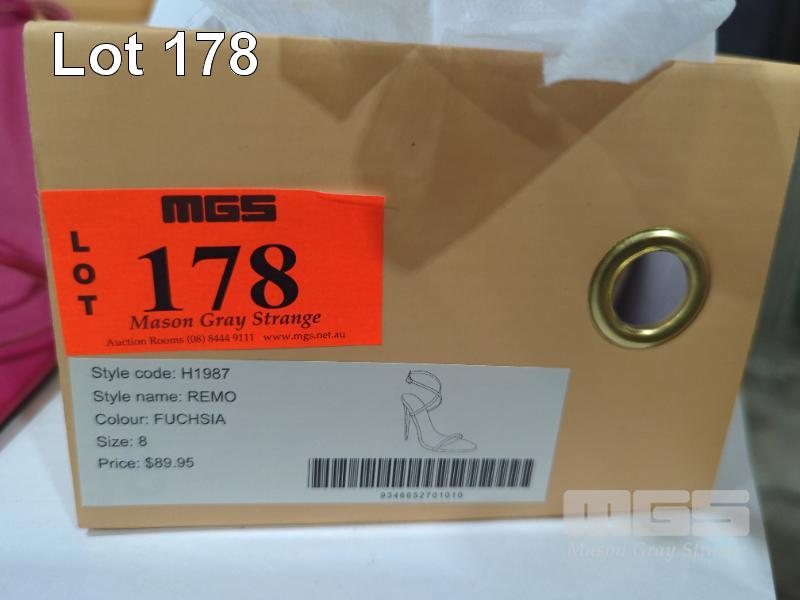 Lot 178
MGS
LOT
178
Mason Gray Strange
Auction Rooms (08) 8444 9111 www.mgs.net.au
Style code: H1987
Style name: REMO
Colour: FUCHSIA
Size: 8
Price: $89.95
9346652701010
MGS
Mason Gray Strange